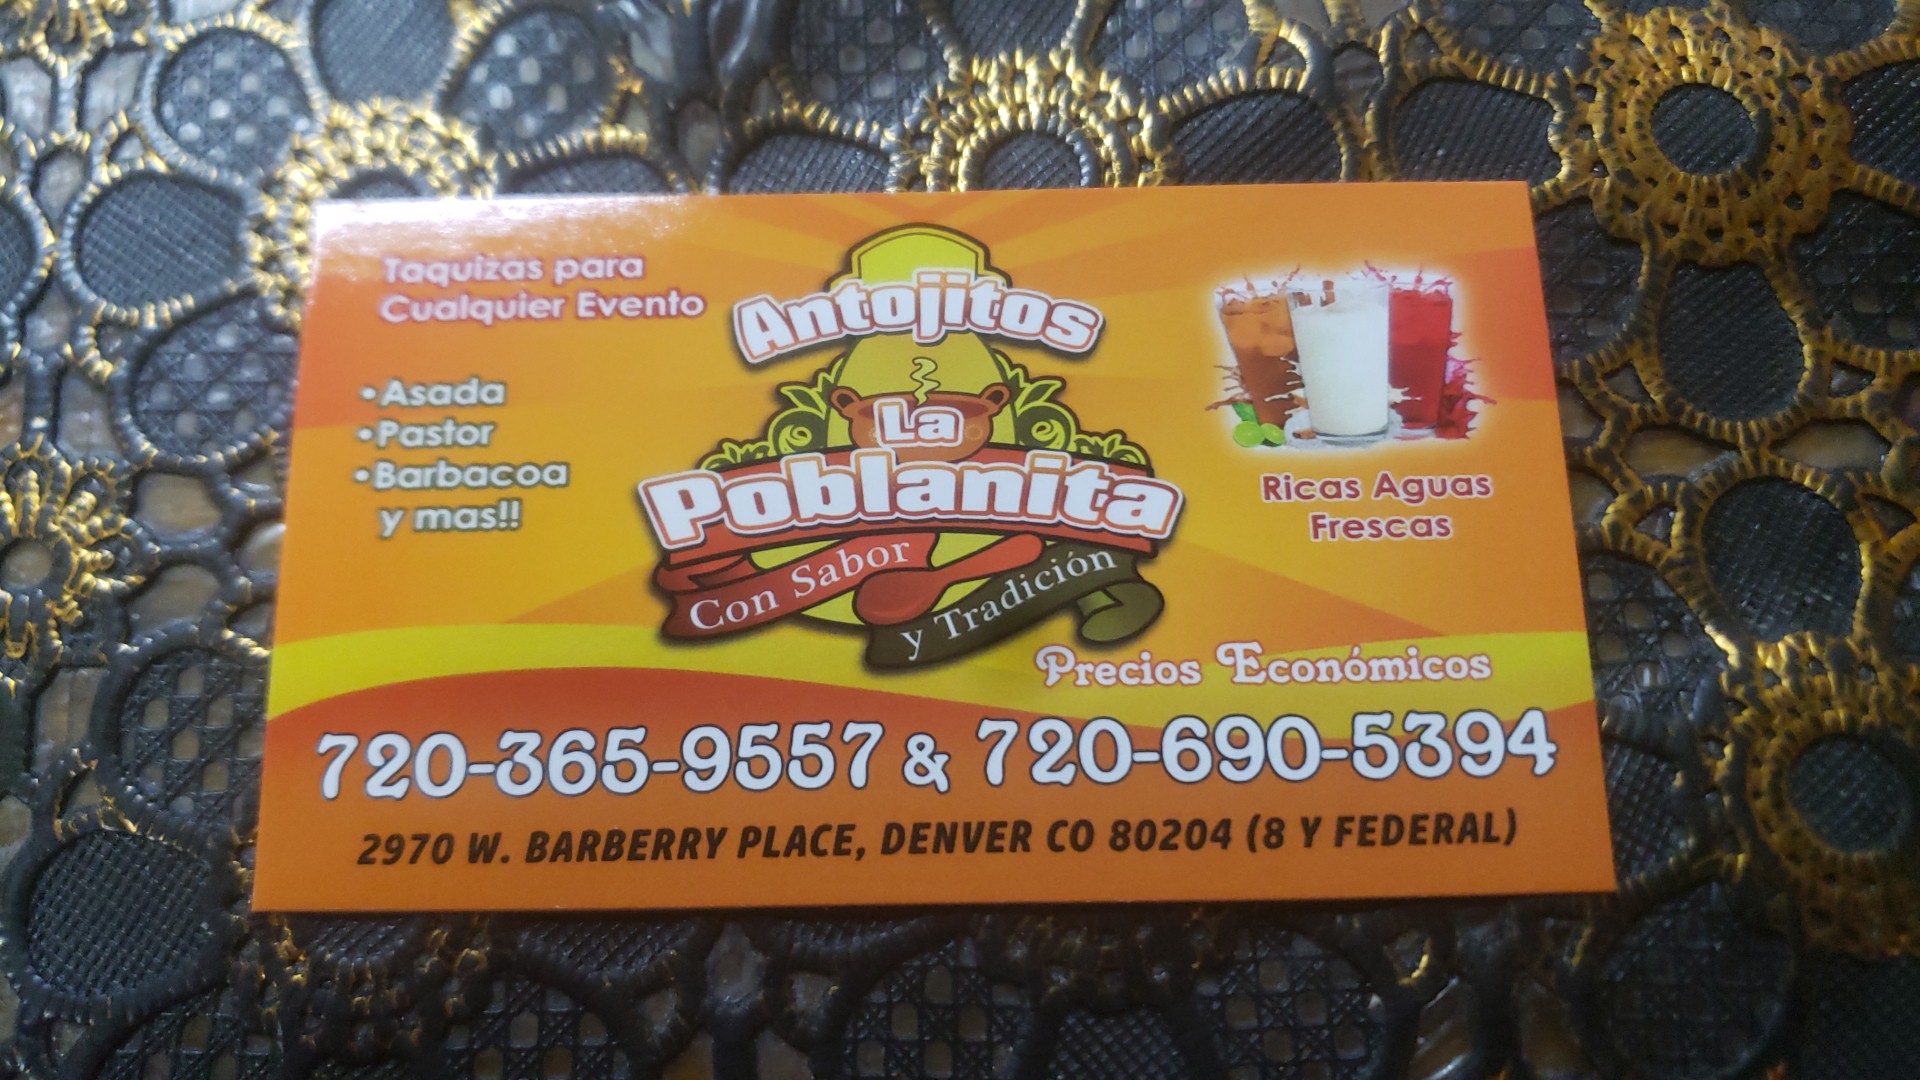 Taquizas para
Cualquier Evento
•Asada
•Pastor
•Barbacoa
y mas!!
Antojitos
La
Poblanita
Con Sabor
y Tradición
Ricas Aguas
Frescas
Precios Económicos
720-365-9557 & 720-690-5394
2970 W. BARBERRY PLACE, DENVER CO 80204 (8 Y FEDERAL)